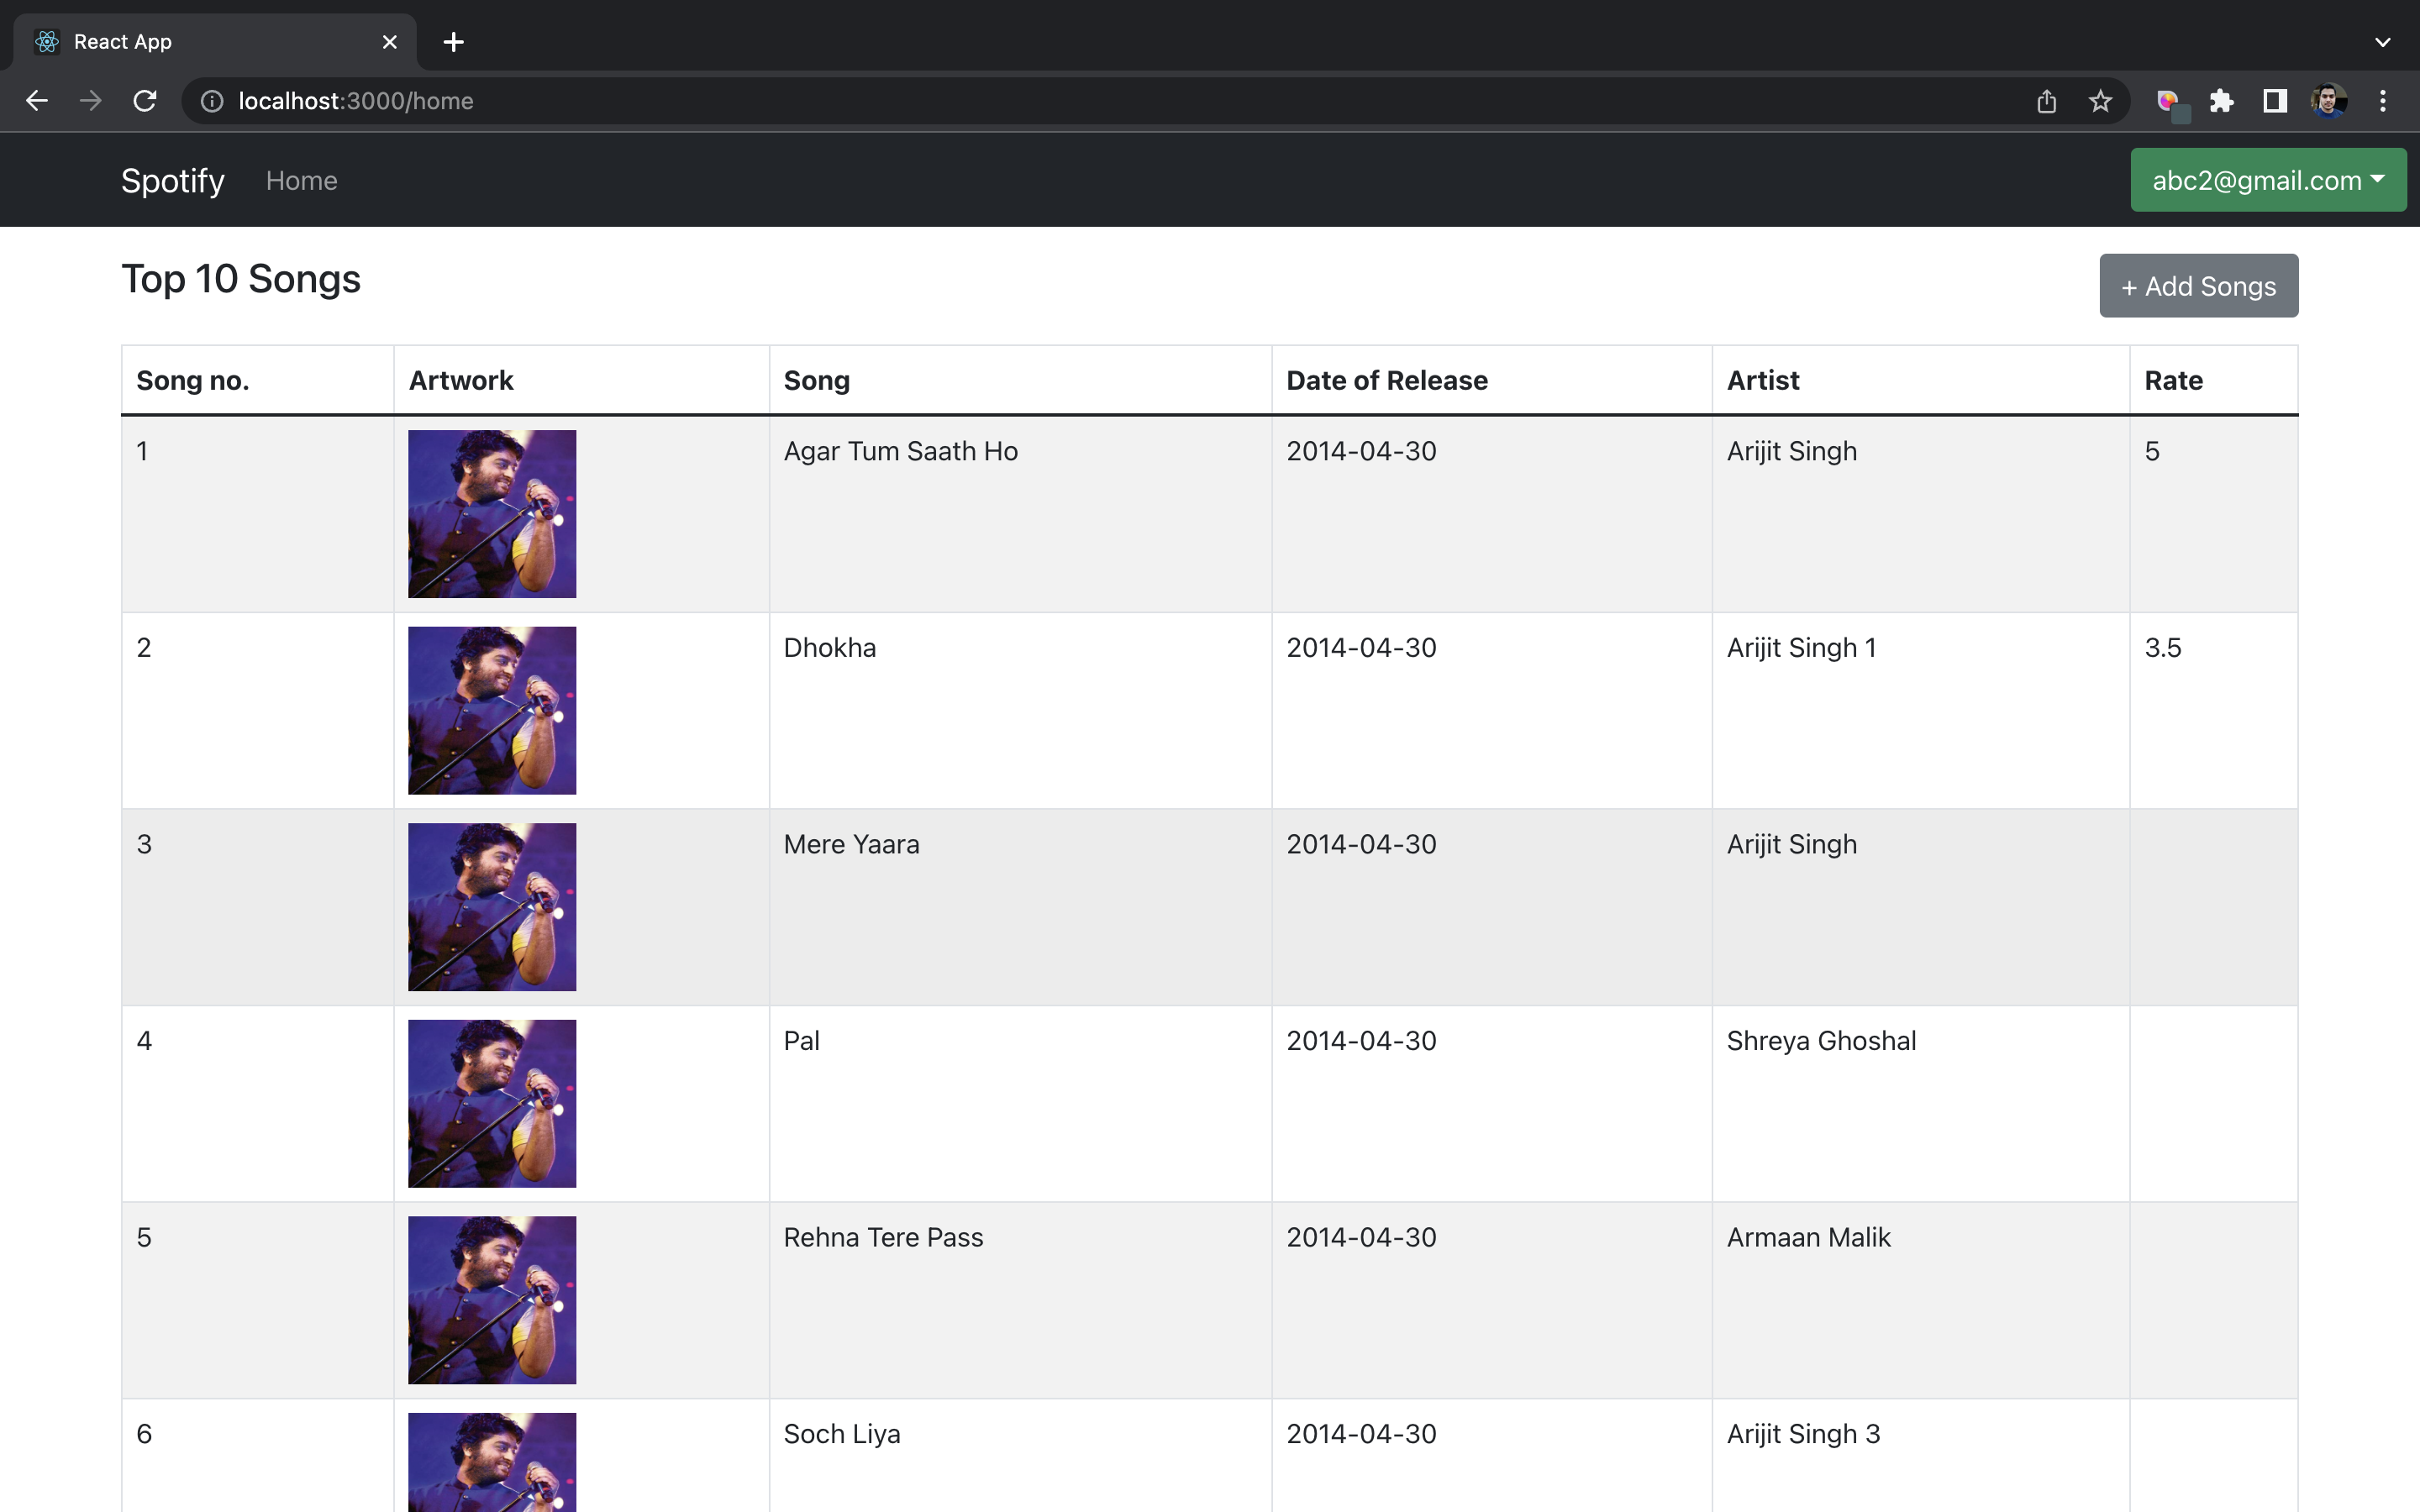 React App
localhost:3000/home
Spotify Home abc2@gmail.com
Top 10 Songs + Add Songs
Song no. Artwork Song Date of Release Artist Rate
1 Agar Tum Saath Ho 2014-04-30 Arijit Singh 5
2 Dhokha 2014-04-30 Arijit Singh 1 3.5
3 Mere Yaara 2014-04-30 Arijit Singh
4 Pal 2014-04-30 Shreya Ghoshal
5 Rehna Tere Pass 2014-04-30 Armaan Malik
6 Soch Liya 2014-04-30 Arijit Singh 3